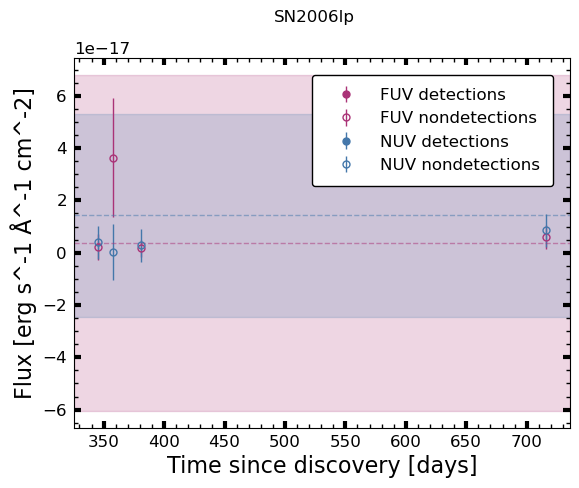 SN2006lp
1e−17
FUV detections
FUV nondetections
NUV detections
NUV nondetections
6
4
2
0
−2
−4
−6
Flux [erg s^-1 Å^-1 cm^-2]
350
400
450
500
550
600
650
700
Time since discovery [days]